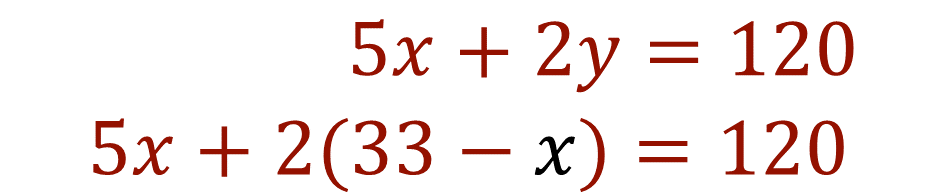 5x + 2y = 120
5x + 2(33 − x) = 120